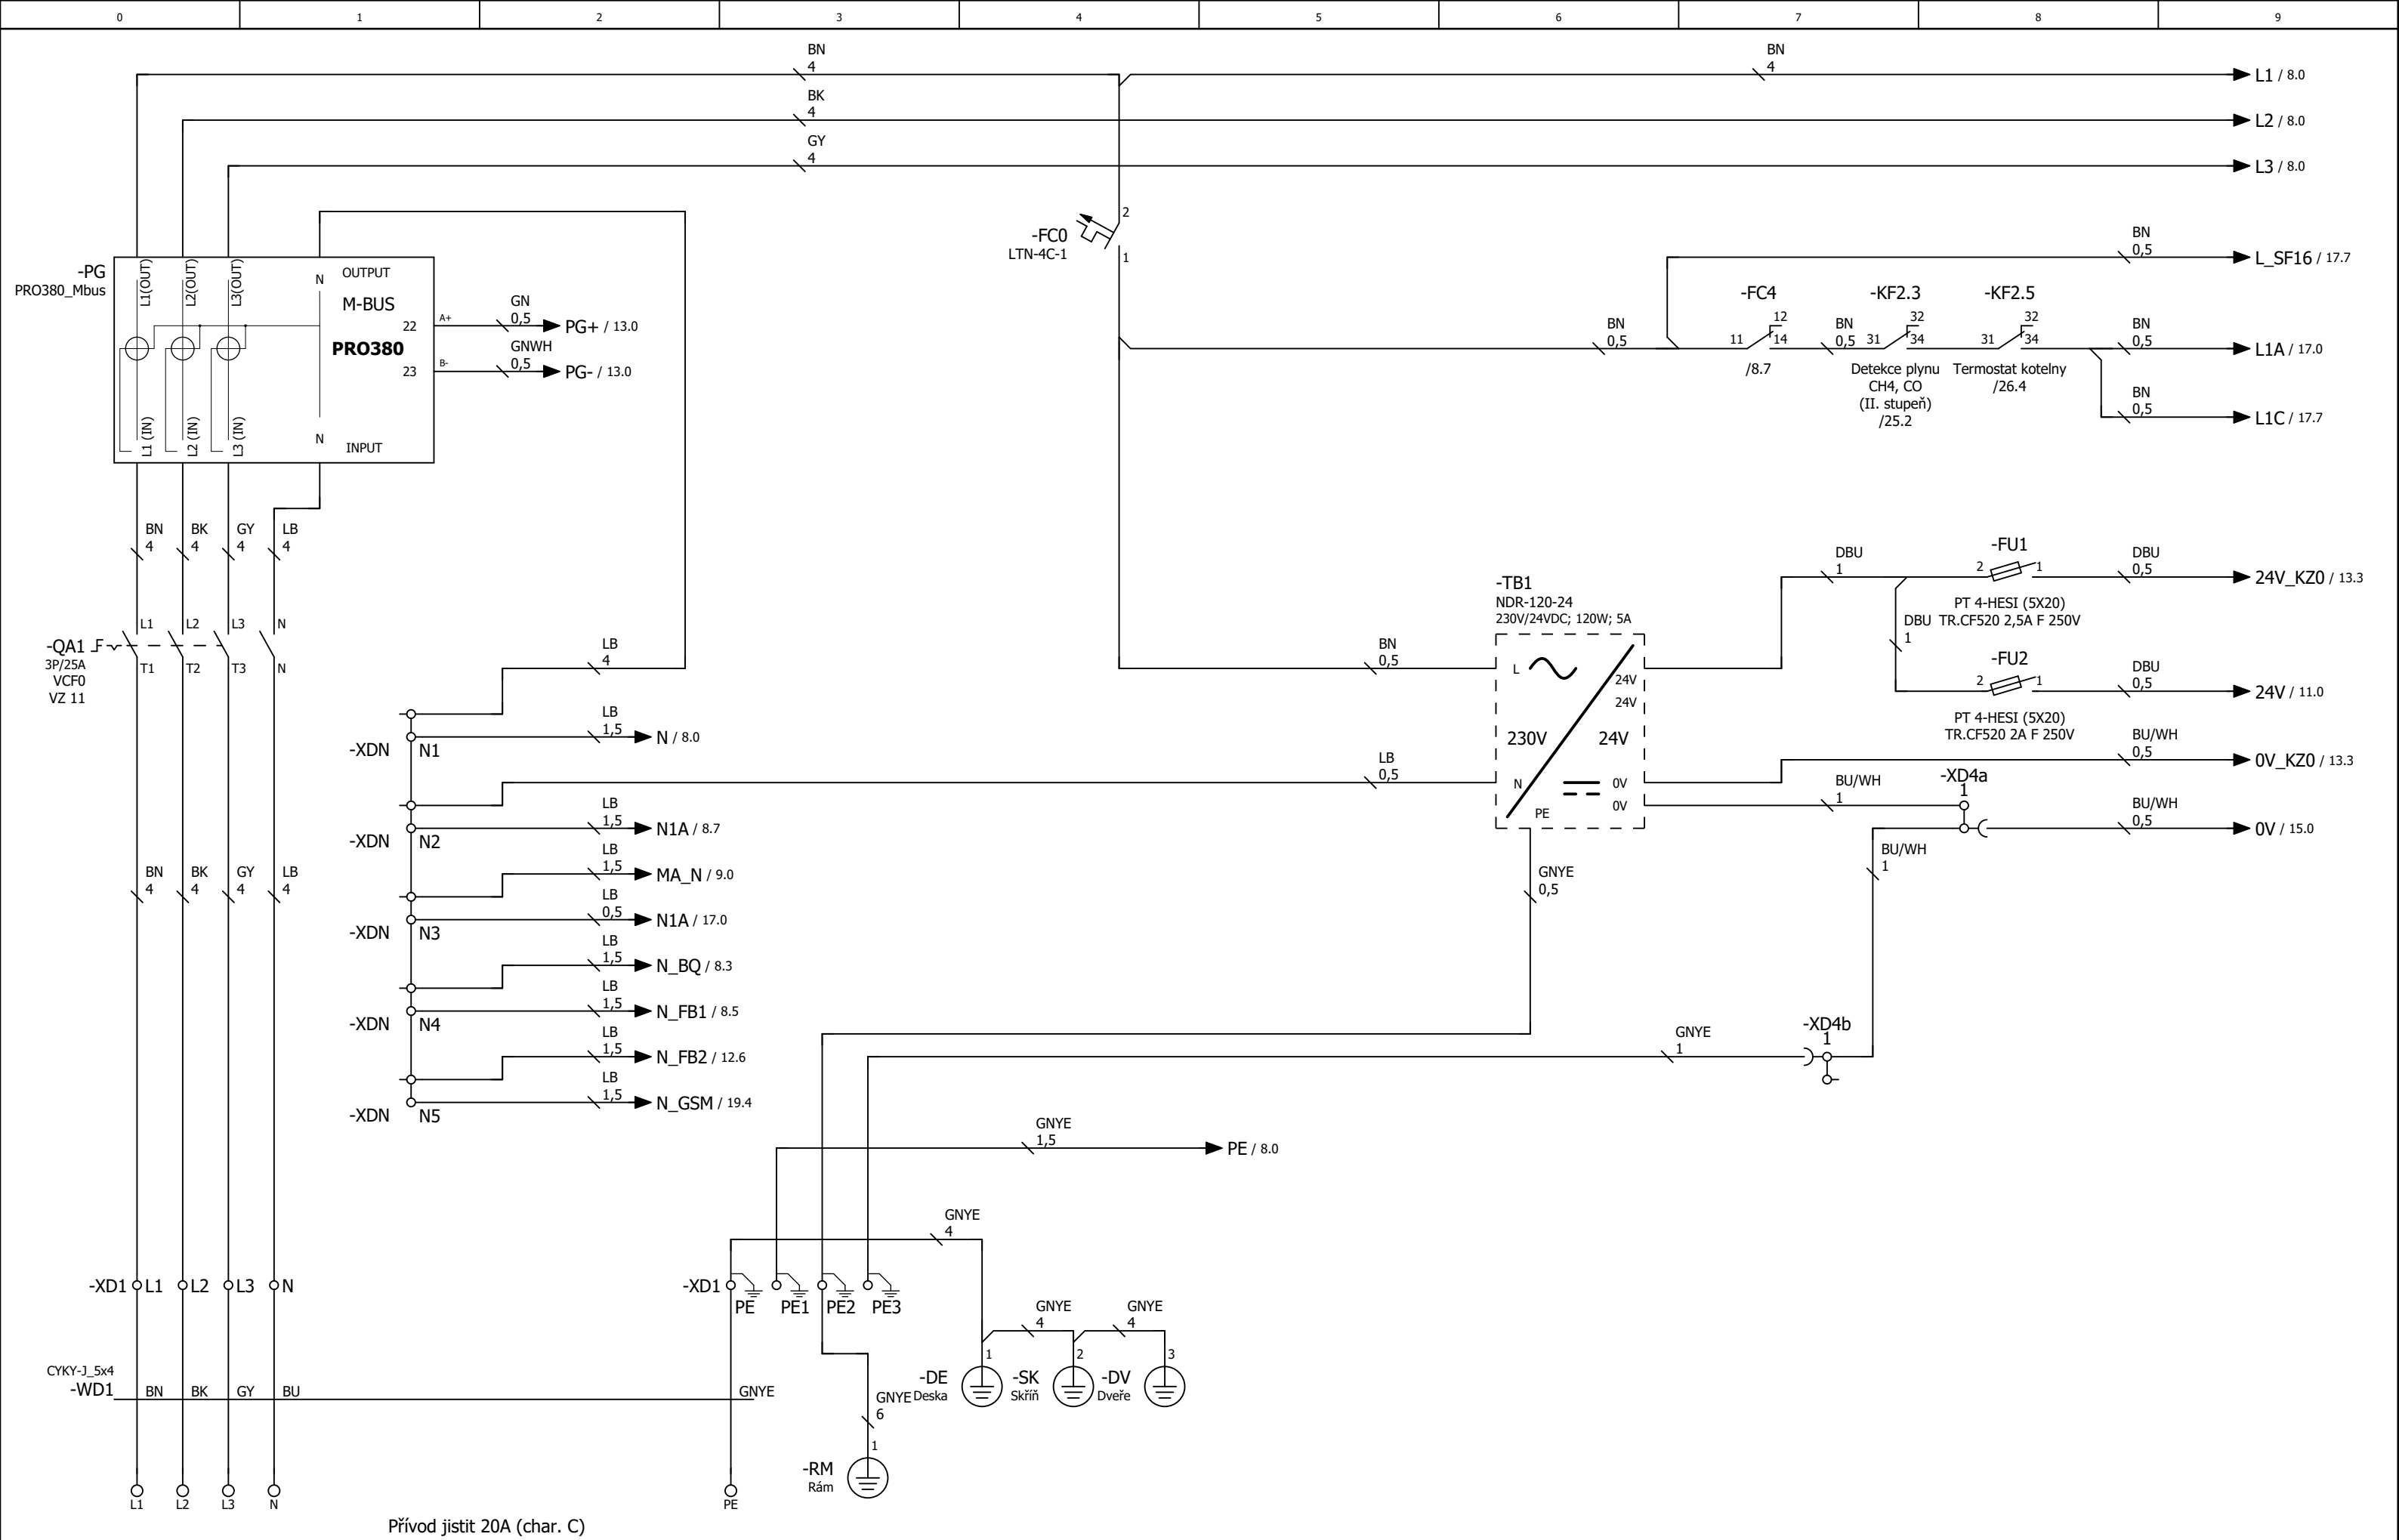 0 1 2 3 4 5 6 7 8 9
BN
4
BN
4
L1 / 8.0
BK
4
L2 / 8.0
GY
4
L3 / 8.0
-FC0
LTN-4C-1
2
1
BN
0,5
L_SF16 / 17.7
-PG
PRO380_Mbus
L1(OUT)
L2(OUT)
L3(OUT)
N
OUTPUT
M-BUS
22
PRO380
23
L1 (IN)
L2 (IN)
L3 (IN)
N
INPUT
A+
GN
0,5
PG+ / 13.0
B-
GNWH
0,5
PG- / 13.0
BN
0,5
-FC4
11
12
14
/8.7
BN
0,5
-KF2.3
31
32
34
Detekce plynu
CH4, CO
(II. stupeň)
/25.2
-KF2.5
31
32
34
Termostat kotelny
/26.4
BN
0,5
L1A / 17.0
BN
0,5
L1C / 17.7
BN
4
BK
4
GY
4
LB
4
-QA1
3P/25A
VCF0
VZ 11
L1
L2
L3
N
T1
T2
T3
N
LB
4
-XDN
N1
LB
1,5
N / 8.0
-XDN
N2
LB
1,5
N1A / 8.7
LB
1,5
MA_N / 9.0
-XDN
N3
LB
0,5
N1A / 17.0
LB
1,5
N_BQ / 8.3
-XDN
N4
LB
1,5
N_FB1 / 8.5
LB
1,5
N_FB2 / 12.6
-XDN
N5
LB
1,5
N_GSM / 19.4
BN
0,5
LB
0,5
-TB1
NDR-120-24
230V/24VDC; 120W; 5A
L
24V
24V
230V
24V
N
PE
0V
0V
GNYE
0,5
DBU
1
-FU1
2
1
PT 4-HESI (5X20)
TR.CF520 2,5A F 250V
DBU
0,5
24V_KZ0 / 13.3
DBU
1
-FU2
2
1
PT 4-HESI (5X20)
TR.CF520 2A F 250V
DBU
0,5
24V / 11.0
BU/WH
0,5
0V_KZ0 / 13.3
BU/WH
1
-XD4a
1
BU/WH
0,5
0V / 15.0
BU/WH
1
BN
4
BK
4
GY
4
LB
4
GNYE
1
-XD4b
1
GNYE
1,5
PE / 8.0
GNYE
4
-XD1
L1
L2
L3
N
-XD1
PE
PE1
PE2
PE3
GNYE
4
GNYE
4
1
-DE
Deska
2
-SK
Skříň
3
-DV
Dveře
CYKY-J_5x4
-WD1
BN
BK
GY
BU
GNYE
GNYE
6
1
-RM
Rám
L1
L2
L3
N
PE
Přívod jistit 20A (char. C)